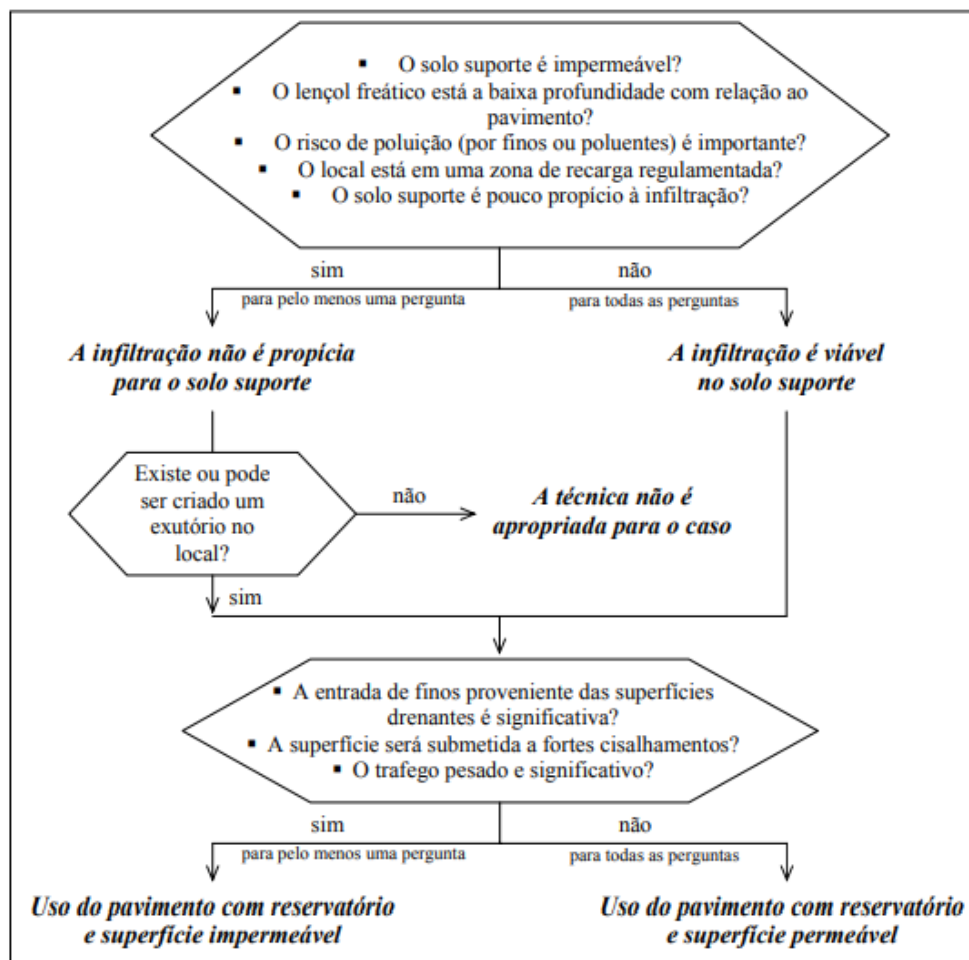 ▪ O solo suporte é impermeável?
▪ O lençol freático está a baixa profundidade com relação ao
pavimento?
▪ O risco de poluição (por finos ou poluentes) é importante?
▪ O local está em uma zona de recarga regulamentada?
▪ O solo suporte é pouco propício à infiltração?
sim
não
para pelo menos uma pergunta
para todas as perguntas
A infiltração não é propícia
para o solo suporte
A infiltração é viável
no solo suporte
Existe ou pode
ser criado um
exutório no
local?
não
A técnica não é
apropriada para o caso
sim
▪ A entrada de finos proveniente das superfícies
drenantes é significativa?
▪ A superfície será submetida a fortes cisalhamentos?
▪ O trafego pesado e significativo?
sim
não
para pelo menos uma pergunta
para todas as perguntas
Uso do pavimento com reservatório
e superfície impermeável
Uso do pavimento com reservatório
e superfície permeável